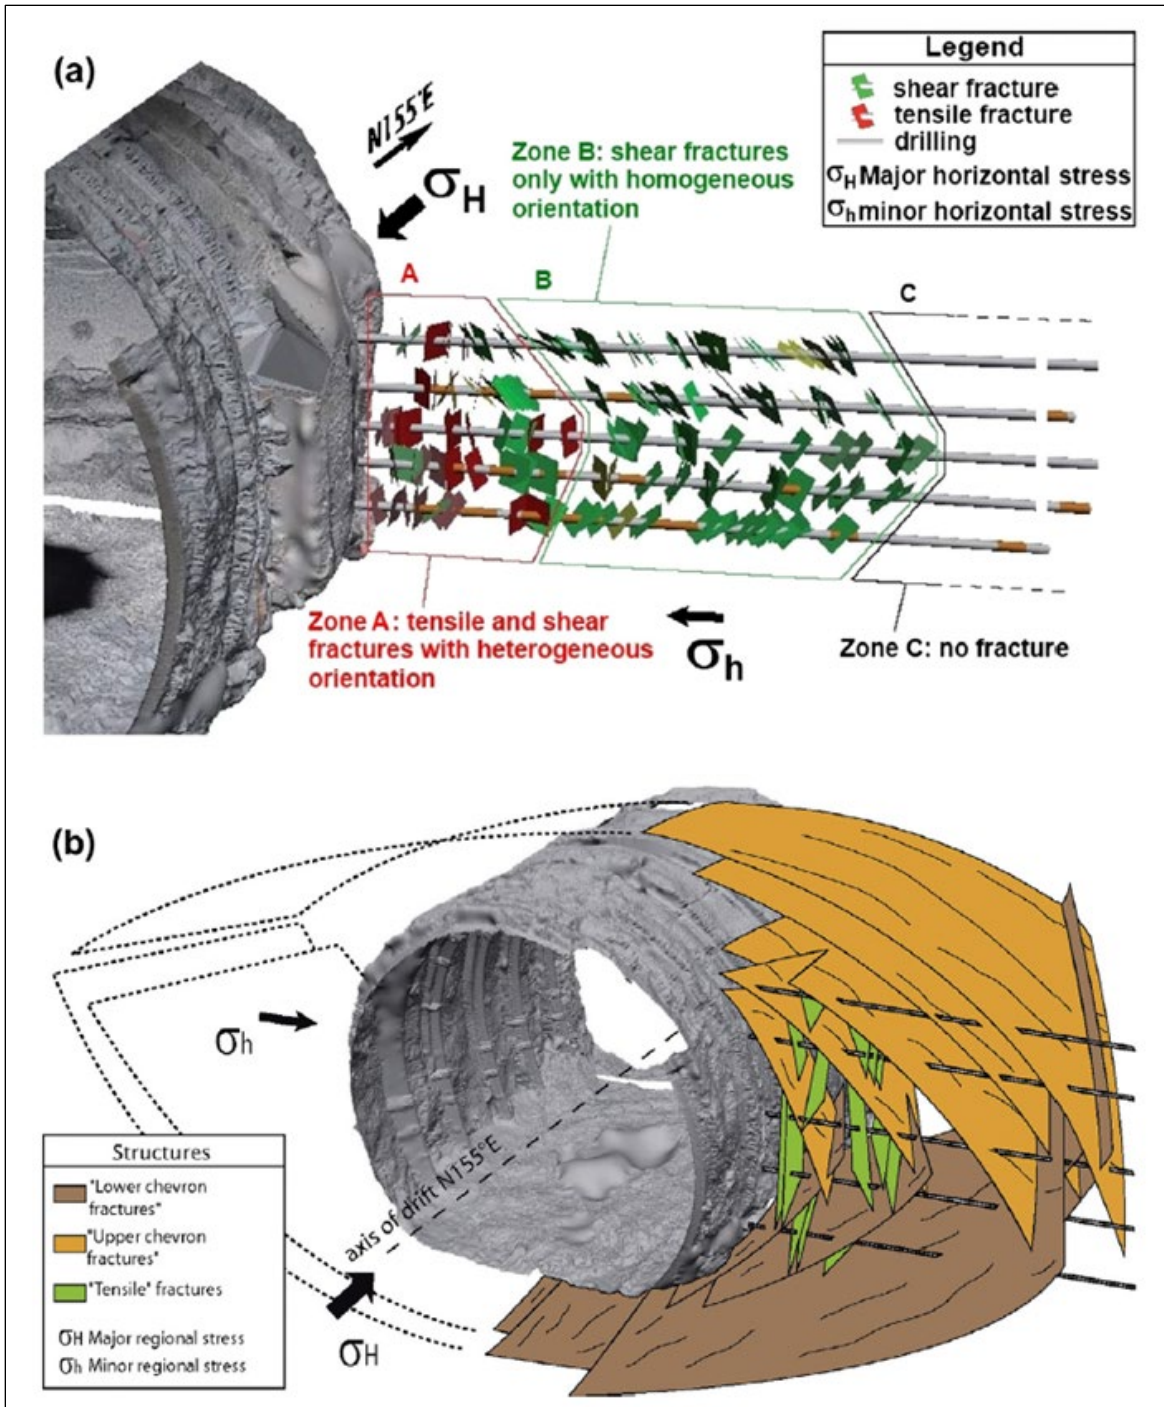 (a)
N155°E
σH
Legend
shear fracture
tensile fracture
drilling
σH Major horizontal stress
σh minor horizontal stress
Zone B: shear fractures
only with homogeneous
orientation
A
B
C
Zone A: tensile and shear
fractures with heterogeneous
orientation
σh
Zone C: no fracture
(b)
σh
axis of drift N155°E
σH
Structures
"Lower chevron
fractures"
"Upper chevron
fractures"
"Tensile" fractures
σH Major regional stress
σh Minor regional stress